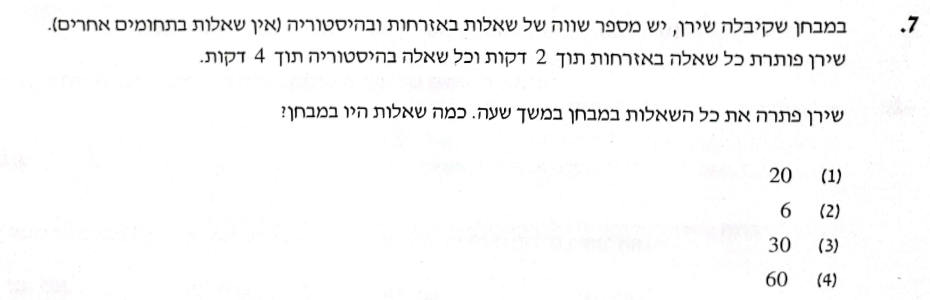 7. במבחן שקיבלה שירן, יש מספר שווה של שאלות באזרחות ובהיסטוריה (אין שאלות בתחומים אחרים).
שירן פותרת כל שאלה באזרחות תוך 2 דקות וכל שאלה בהיסטוריה תוך 4 דקות.
שירן פתרה את כל השאלות במבחן במשך שעה. כמה שאלות היו במבחן?
(1) 20
(2) 6
(3) 30
(4) 60